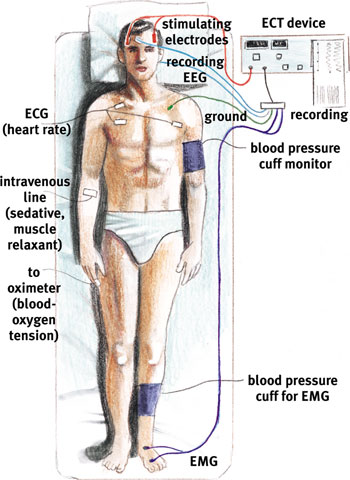 stimulating
electrodes
ECT device
recording
EEG
ECG
(heart rate)
ground
recording
blood pressure
cuff monitor
intravenous
line
(sedative,
muscle
relaxant)
to
oximeter
(blood-
oxygen
tension)
blood pressure
cuff for EMG
EMG